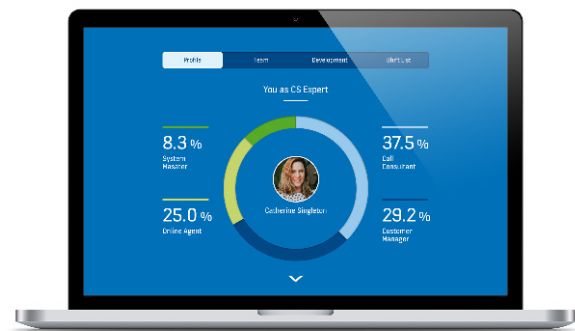 Profile
Team
Development
You as CS Expert
8.3 %
System
37.5 %
Call
Consultant
Catherine Singleton
25.0 %
Online Agent
29.2 %
Customer
Manager